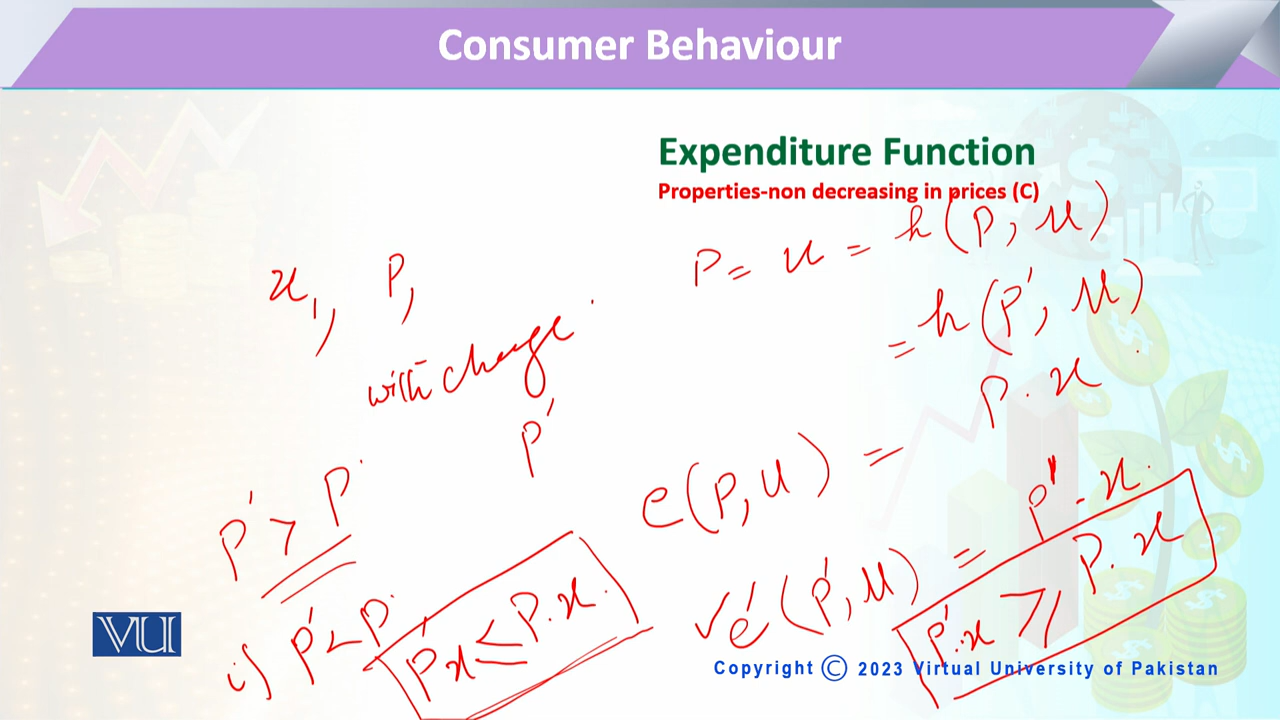 Consumer Behaviour
Expenditure Function
Properties-non decreasing in prices (C)
P = u = h(P, u)
x, P,
= h(P', u)
with change
P . x
P'
e(P, u) =
P' > P
P' . x
e'(P', u) =
P'. x ⩾ P. x
if P' < P
P'x ≤ P.x
VU
Copyright © 2023 Virtual University of Pakistan